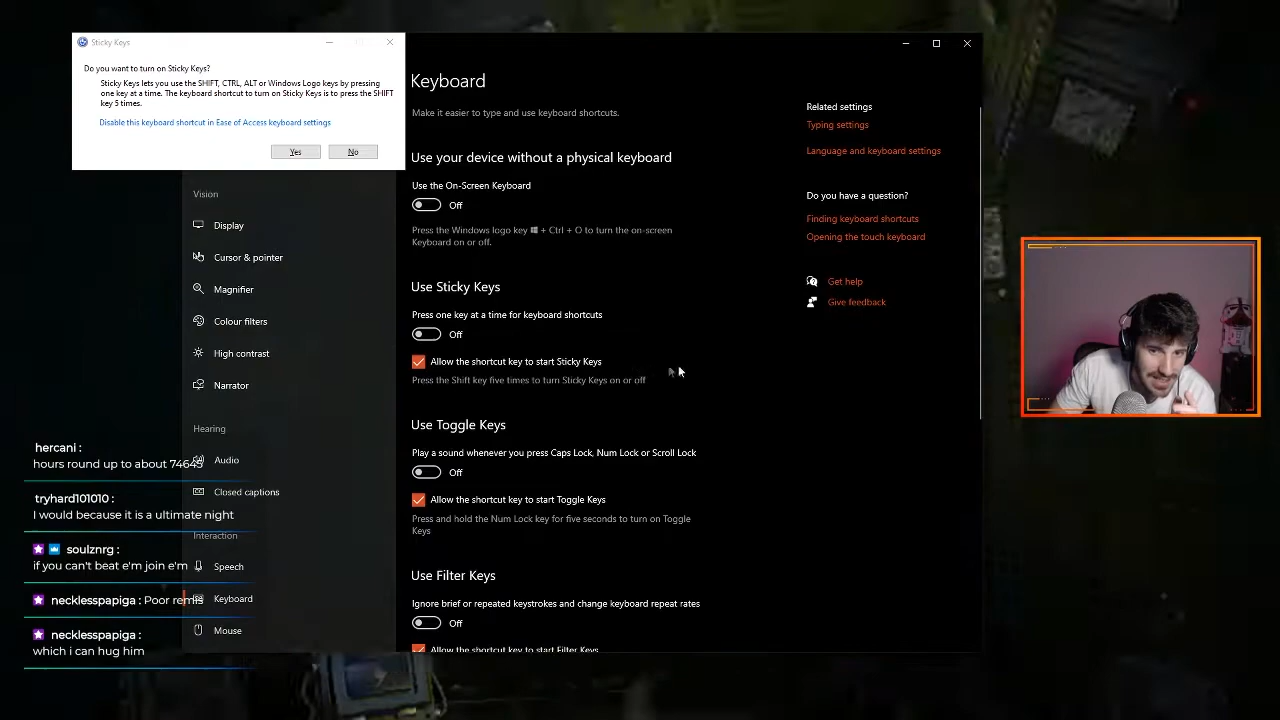 Sticky Keys
Do you want to turn on Sticky Keys?
Sticky Keys lets you use the SHIFT, CTRL, ALT or Windows Logo keys by pressing
one key at a time. The keyboard shortcut to turn on Sticky Keys is to press the SHIFT
key 5 times.
Disable this keyboard shortcut in Ease of Access keyboard settings
Yes
No
Vision
Display
Cursor & pointer
Magnifier
Colour filters
High contrast
Narrator
Hearing
Audio
Closed captions
Interaction
Speech
Keyboard
Mouse
Keyboard
Make it easier to type and use keyboard shortcuts.
Use your device without a physical keyboard
Use the On-Screen Keyboard
Off
Press the Windows logo key + Ctrl + O to turn the on-screen
Keyboard on or off.
Use Sticky Keys
Press one key at a time for keyboard shortcuts
Off
Allow the shortcut key to start Sticky Keys
Press the Shift key five times to turn Sticky Keys on or off
Use Toggle Keys
Play a sound whenever you press Caps Lock, Num Lock or Scroll Lock
Off
Allow the shortcut key to start Toggle Keys
Press and hold the Num Lock key for five seconds to turn on Toggle
Keys
Use Filter Keys
Ignore brief or repeated keystrokes and change keyboard repeat rates
Off
Allow the shortcut key to start Filter Keys
Related settings
Typing settings
Language and keyboard settings
Do you have a question?
Finding keyboard shortcuts
Opening the touch keyboard
Get help
Give feedback
hercani :
hours round up to about 74645
tryhard101010 :
I would because it is a ultimate night
soulznrg :
if you can't beat e'm join e'm
necklesspapiga : Poor remis
necklesspapiga :
which i can hug him